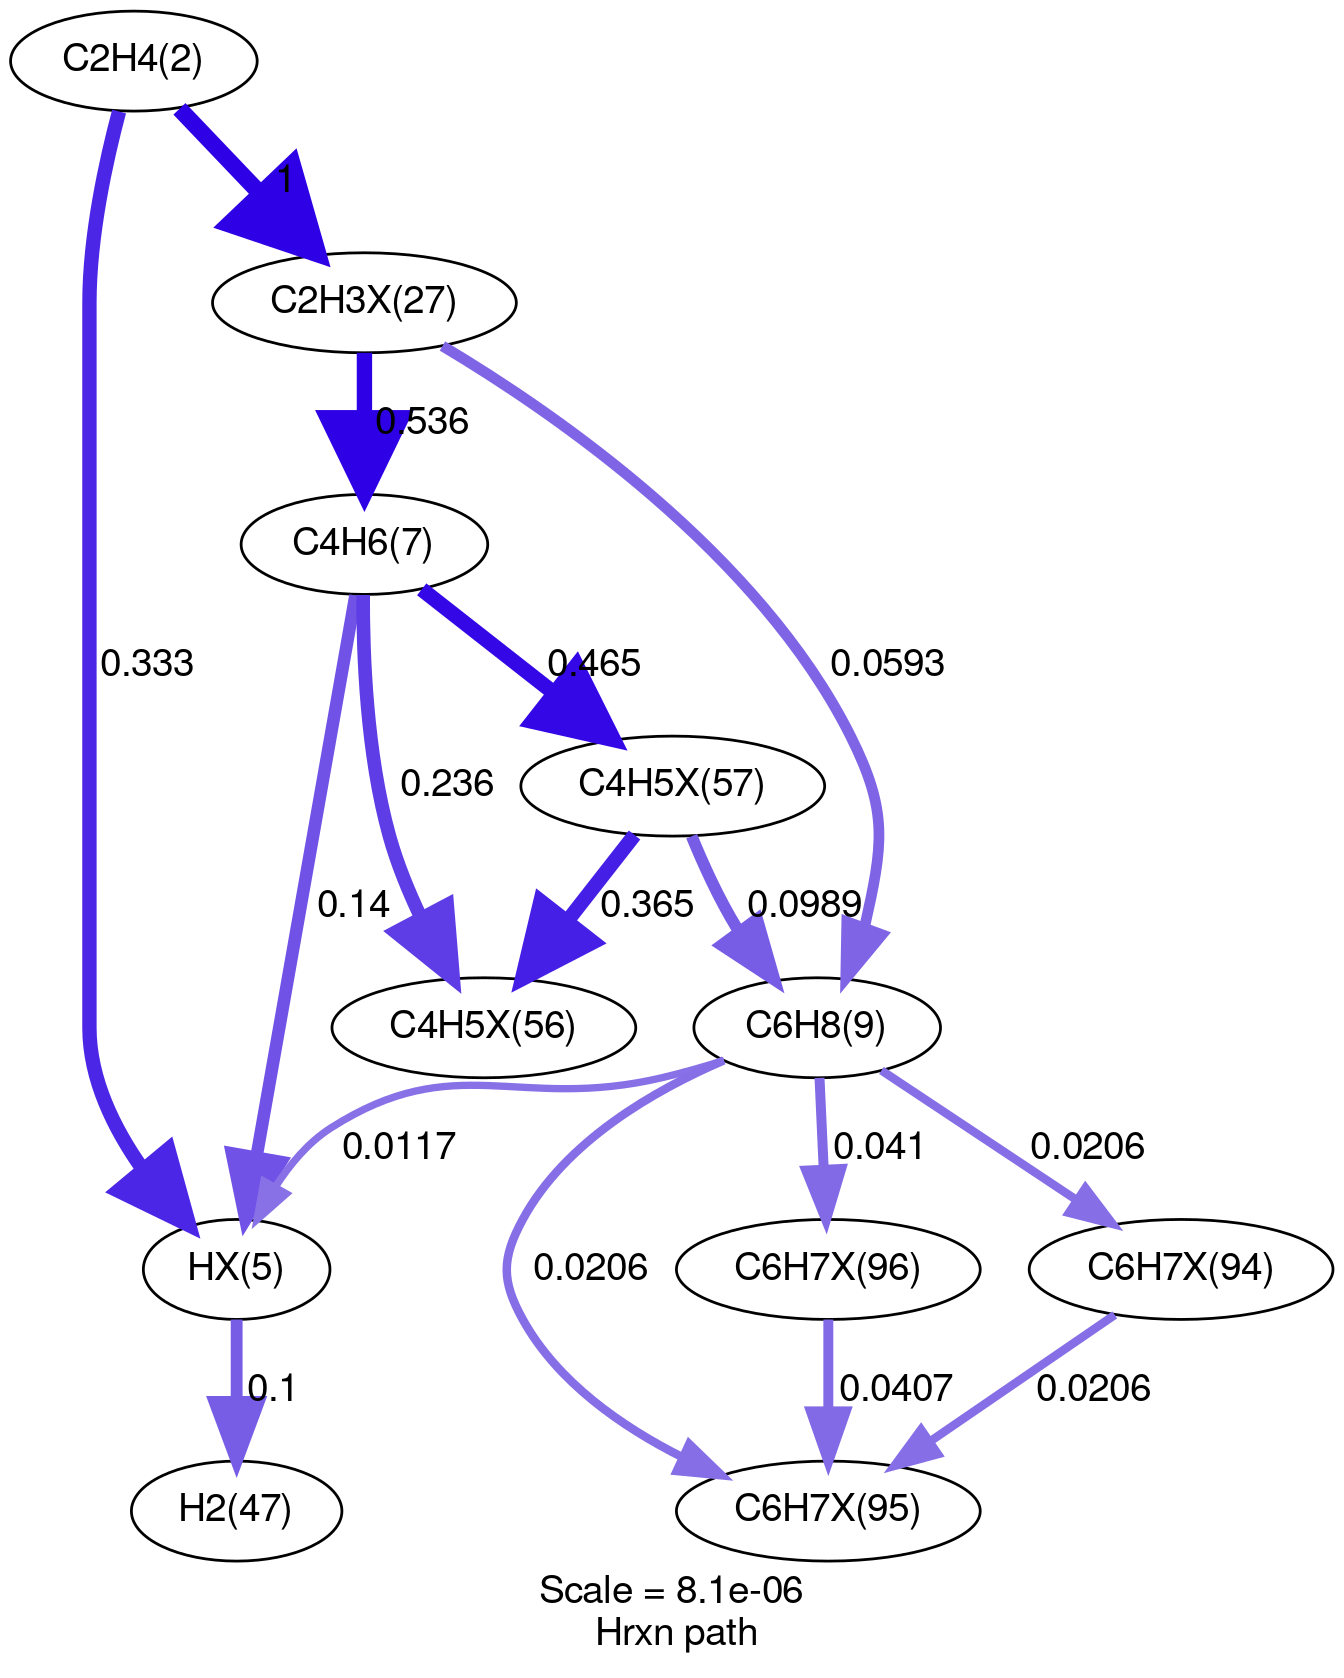 C2H4(2)
1
C2H3X(27)
0.536
C4H6(7)
0.333
0.465
0.0593
C4H5X(57)
0.236
0.14
0.365
0.0989
C4H5X(56)
C6H8(9)
0.0117
0.041
0.0206
HX(5)
0.0206
C6H7X(96)
C6H7X(94)
0.1
0.0407
0.0206
H2(47)
C6H7X(95)
Scale = 8.1e-06
Hrxn path